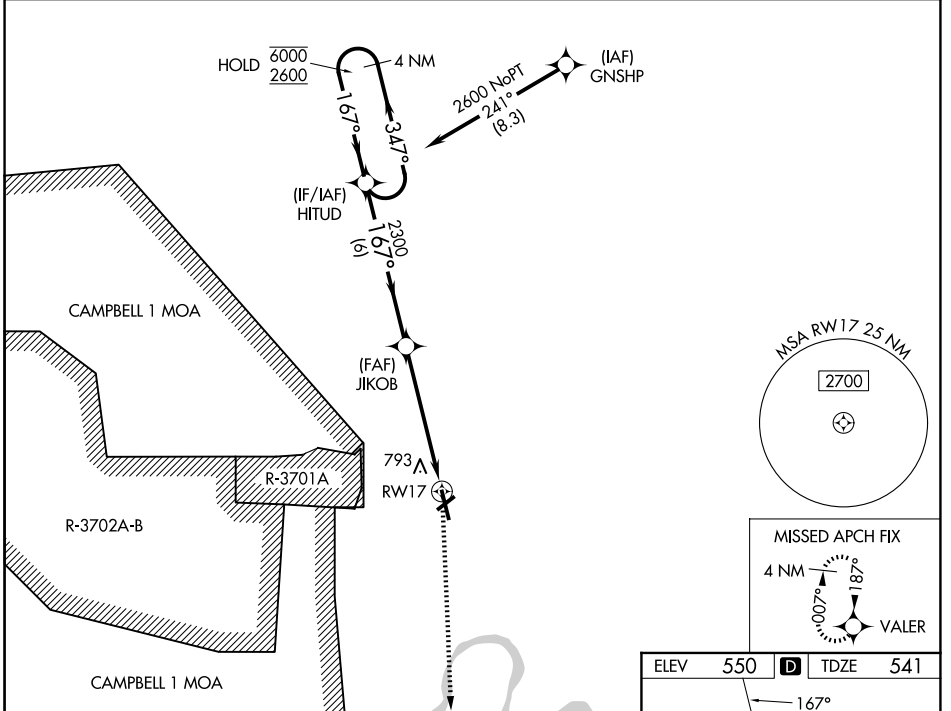 HOLD 6000
2600
4 NM
(IAF)
GNSHP
2600 NoPT
241°
(8.3)
167°
347°
(IF/IAF)
HITUD
2300
167°
(6)
CAMPBELL 1 MOA
(FAF)
JIKOB
MSA RW17 25 NM
2700
793
RW17
R-3701A
R-3702A-B
MISSED APCH FIX
4 NM
007°
187°
VALER
CAMPBELL 1 MOA
ELEV 550 D TDZE 541
167°